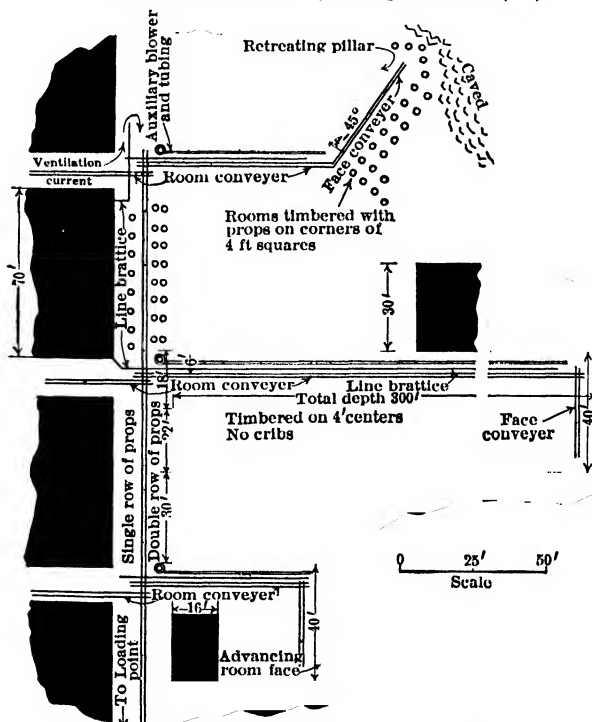 Retreating pillar
Auxiliary blower
and tubing
45°
Face conveyer
Caved
Ventilation
current
Room conveyer
Rooms timbered with
props on corners of
4 ft squares
70'
Line brattice
30'
6'
18'
Room conveyer
Line brattice
Total depth 300'
Timbered on 4' centers
No cribs
Face
conveyer
40'
Single row of props
Double row of props
22'
30'
0 25' 50'
Scale
Room conveyer
16'
40'
Advancing
room face
To Loading
point